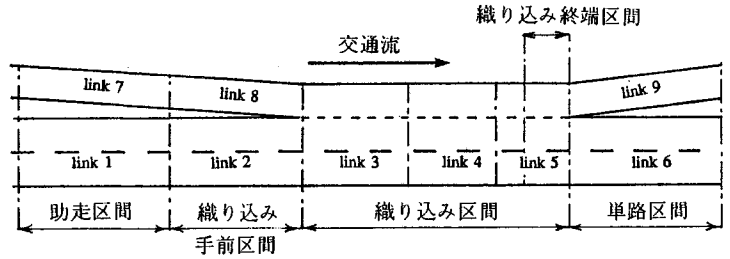 織り込み終端区間
交通流
link 7
link 8
link 9
link 1
link 2
link 3
link 4
link 5
link 6
助走区間
織り込み
手前区間
織り込み区間
単路区間